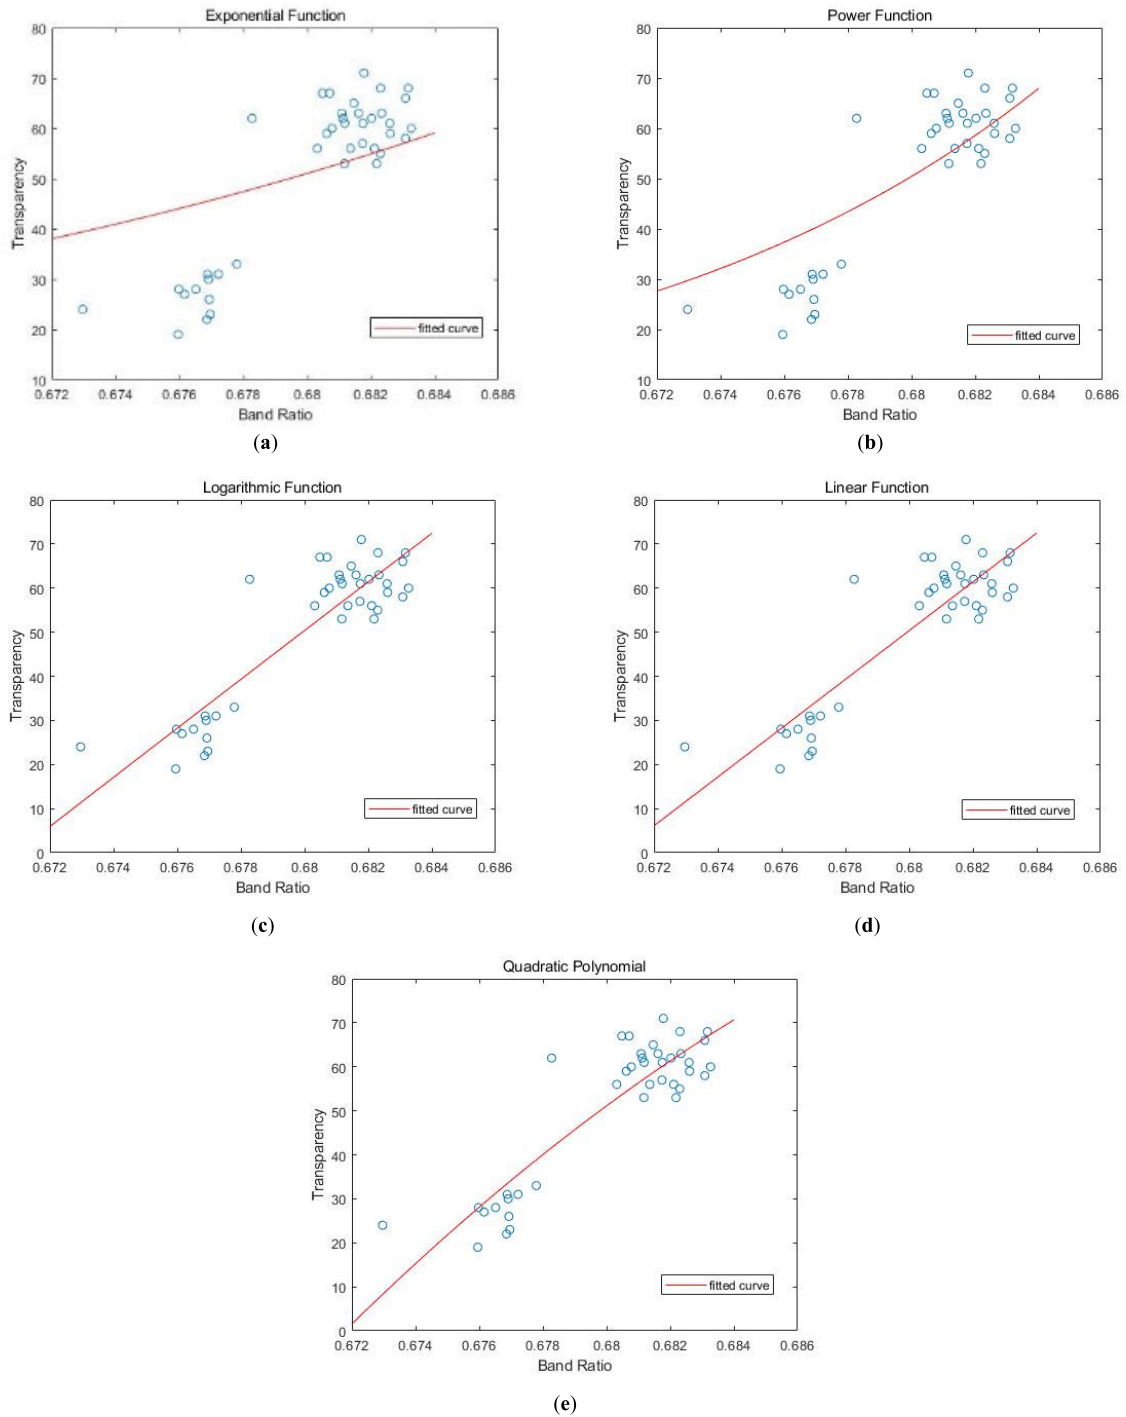 Exponential Function
80
70
60
50
40
30
20
10
Transparency
0.672 0.674 0.676 0.678 0.68 0.682 0.684 0.686
Band Ratio
fitted curve
(a)
Power Function
80
70
60
50
40
30
20
10
Transparency
0.672 0.674 0.676 0.678 0.68 0.682 0.684 0.686
Band Ratio
fitted curve
(b)
Logarithmic Function
80
70
60
50
40
30
20
10
0
Transparency
0.672 0.674 0.676 0.678 0.68 0.682 0.684 0.686
Band Ratio
fitted curve
(c)
Linear Function
80
70
60
50
40
30
20
10
0
Transparency
0.672 0.674 0.676 0.678 0.68 0.682 0.684 0.686
Band Ratio
fitted curve
(d)
Quadratic Polynomial
80
70
60
50
40
30
20
10
0
Transparency
0.672 0.674 0.676 0.678 0.68 0.682 0.684 0.686
Band Ratio
fitted curve
(e)